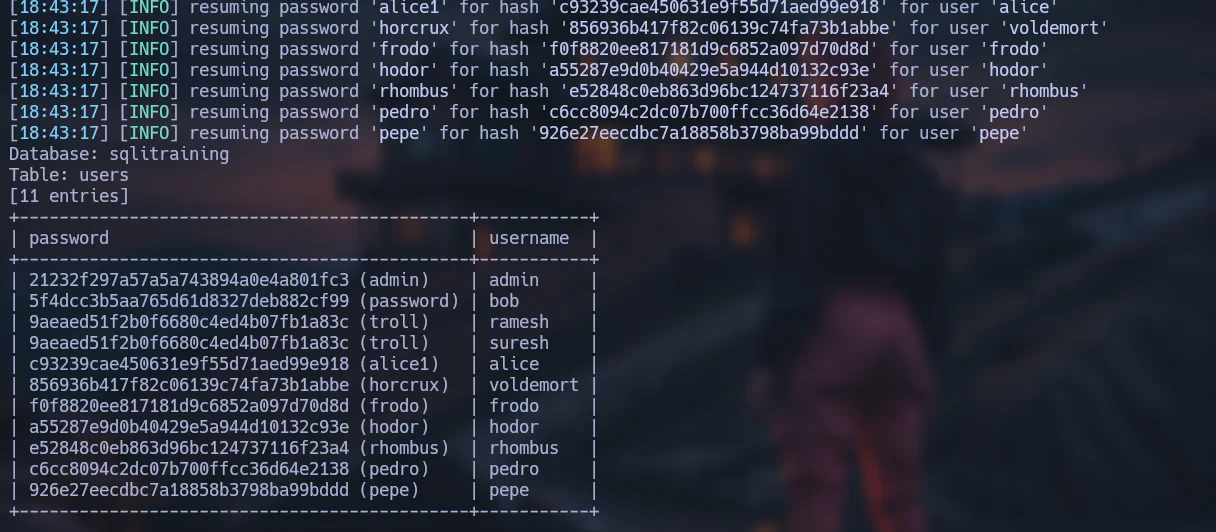 [18:43:17] [INFO] resuming password 'alice1' for hash 'c93239cae450631e9f55d71aed99e918' for user 'alice'
[18:43:17] [INFO] resuming password 'horcrux' for hash '856936b417f82c06139c74fa73b1abbe' for user 'voldemort'
[18:43:17] [INFO] resuming password 'frodo' for hash 'f0f8820ee817181d9c6852a097d70d8d' for user 'frodo'
[18:43:17] [INFO] resuming password 'hodor' for hash 'a55287e9d0b40429e5a944d10132c93e' for user 'hodor'
[18:43:17] [INFO] resuming password 'rhombus' for hash 'e52848c0eb863d96bc124737116f23a4' for user 'rhombus'
[18:43:17] [INFO] resuming password 'pedro' for hash 'c6cc8094c2dc07b700ffcc36d64e2138' for user 'pedro'
[18:43:17] [INFO] resuming password 'pepe' for hash '926e27eecdbc7a18858b3798ba99bddd' for user 'pepe'
Database: sqlitraining
Table: users
[11 entries]
+---------------------------------------------+-----------+
| password                                    | username  |
+---------------------------------------------+-----------+
| 21232f297a57a5a743894a0e4a801fc3 (admin)    | admin     |
| 5f4dcc3b5aa765d61d8327deb882cf99 (password) | bob       |
| 9aeaed51f2b0f6680c4ed4b07fb1a83c (troll)    | ramesh    |
| 9aeaed51f2b0f6680c4ed4b07fb1a83c (troll)    | suresh    |
| c93239cae450631e9f55d71aed99e918 (alice1)   | alice     |
| 856936b417f82c06139c74fa73b1abbe (horcrux)  | voldemort |
| f0f8820ee817181d9c6852a097d70d8d (frodo)    | frodo     |
| a55287e9d0b40429e5a944d10132c93e (hodor)    | hodor     |
| e52848c0eb863d96bc124737116f23a4 (rhombus)  | rhombus   |
| c6cc8094c2dc07b700ffcc36d64e2138 (pedro)    | pedro     |
| 926e27eecdbc7a18858b3798ba99bddd (pepe)     | pepe      |
+---------------------------------------------+-----------+